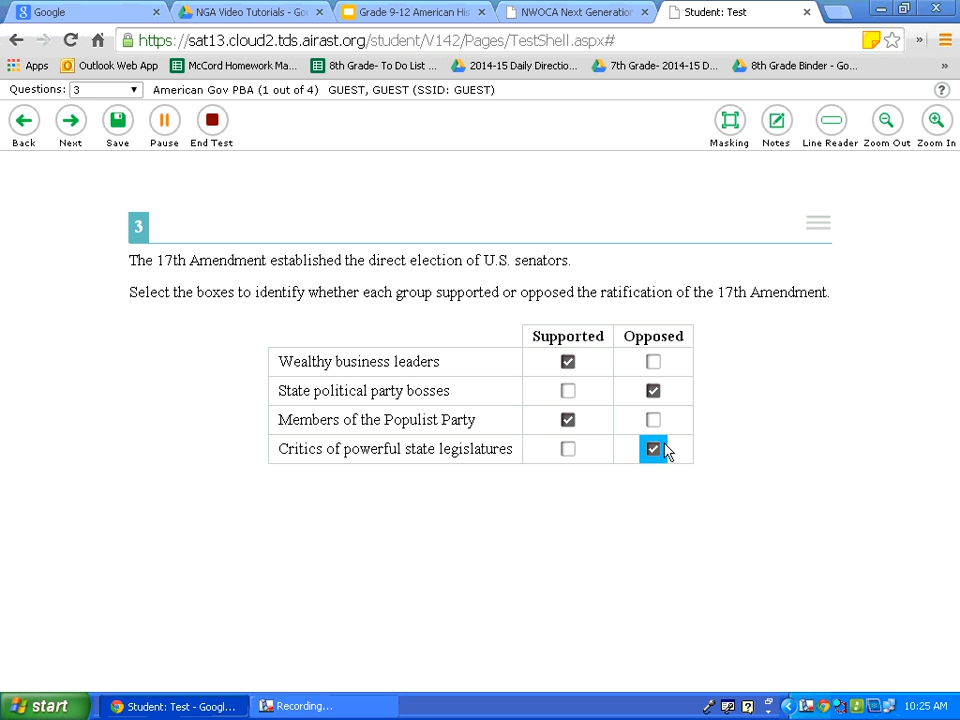 Google
NGA Video Tutorials - Go
Grade 9-12 American His
NWOCA Next Generation
Student: Test
https://sat13.cloud2.tds.airast.org/student/V142/Pages/TestShell.aspx#
Apps
Outlook Web App
McCord Homework Ma...
8th Grade- To Do List ...
2014-15 Daily Directio...
7th Grade- 2014-15 D...
8th Grade Binder - Go...
Questions: 3
American Gov PBA (1 out of 4)
GUEST, GUEST (SSID: GUEST)
Back
Next
Save
Pause
End Test
Masking
Notes
Line Reader
Zoom Out
Zoom In
3
The 17th Amendment established the direct election of U.S. senators.
Select the boxes to identify whether each group supported or opposed the ratification of the 17th Amendment.
Supported Opposed
Wealthy business leaders
State political party bosses
Members of the Populist Party
Critics of powerful state legislatures
start
Student: Test - Googl...
Recording...
10:25 AM